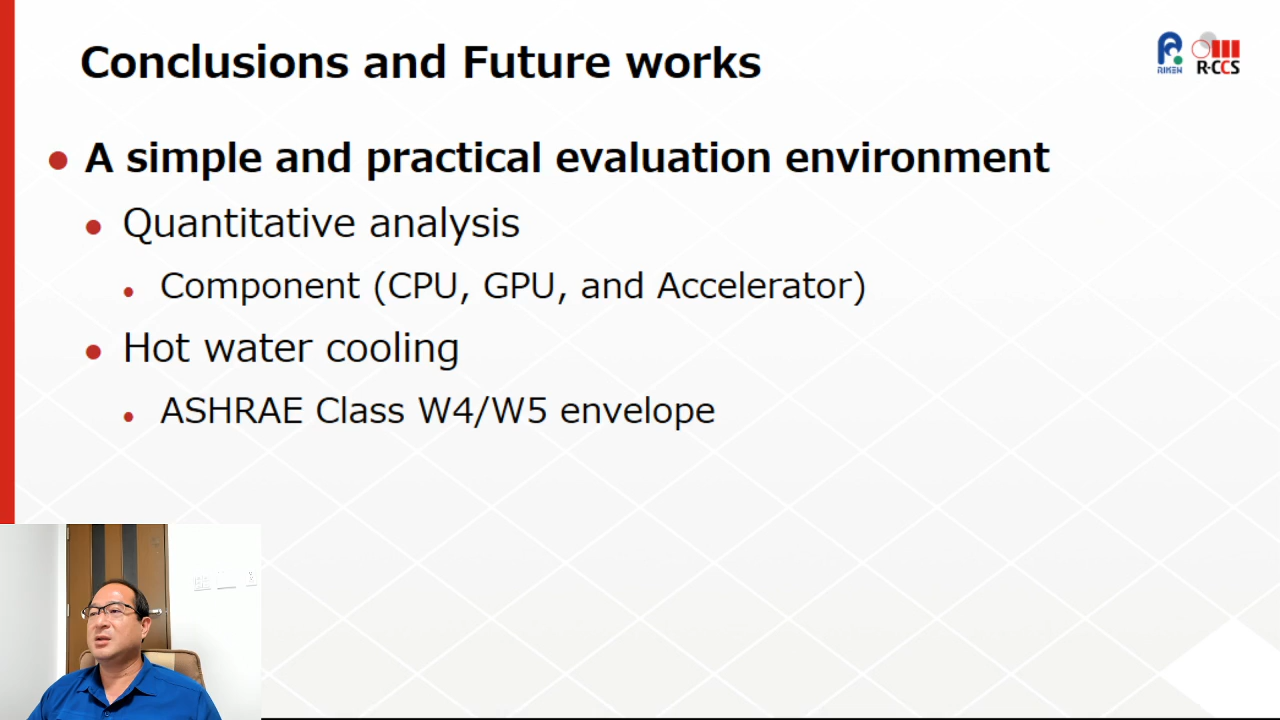 Conclusions and Future works
RIKEN
R-CCS
A simple and practical evaluation environment
Quantitative analysis
Component (CPU, GPU, and Accelerator)
Hot water cooling
ASHRAE Class W4/W5 envelope